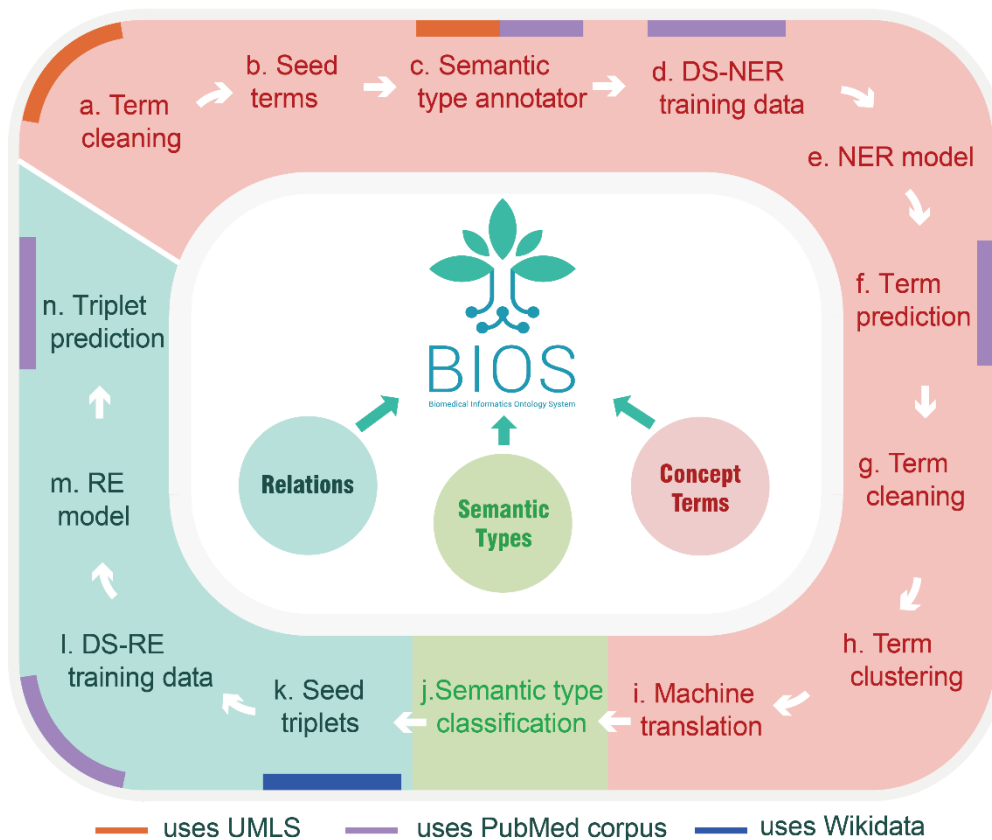 a. Term
cleaning
b. Seed
terms
c. Semantic
type annotator
d. DS-NER
training data
e. NER model
f. Term
prediction
g. Term
cleaning
h. Term
clustering
i. Machine
translation
j.Semantic type
classification
k. Seed
triplets
l. DS-RE
training data
m. RE
model
n. Triplet
prediction
BIOS
Biomedical Informatics Ontology System
Relations
Semantic
Types
Concept
Terms
uses UMLS
uses PubMed corpus
uses Wikidata